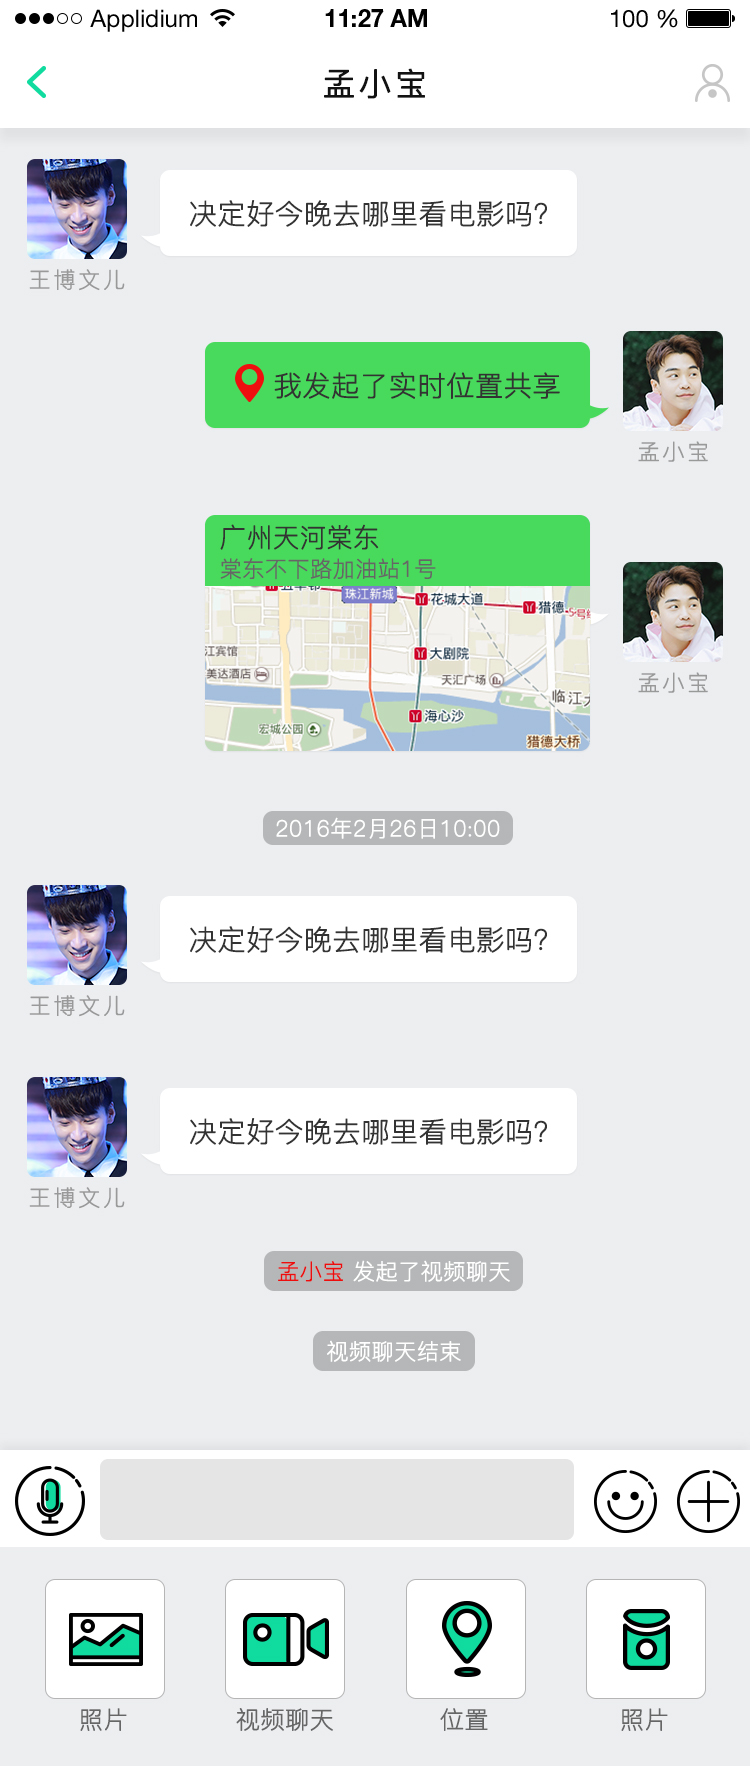 Applidium 11:27 AM 100 %
孟小宝
决定好今晚去哪里看电影吗?
王博文儿
我发起了实时位置共享
孟小宝
广州天河棠东
棠东不下路加油站1号
珠江新城
花城大道
猎德
江宾馆
大剧院
美达酒店
天汇广场
临江大
海心沙
宏城公园
猎德大桥
孟小宝
2016年2月26日10:00
决定好今晚去哪里看电影吗?
王博文儿
决定好今晚去哪里看电影吗?
王博文儿
孟小宝 发起了视频聊天
视频聊天结束
照片 视频聊天 位置 照片